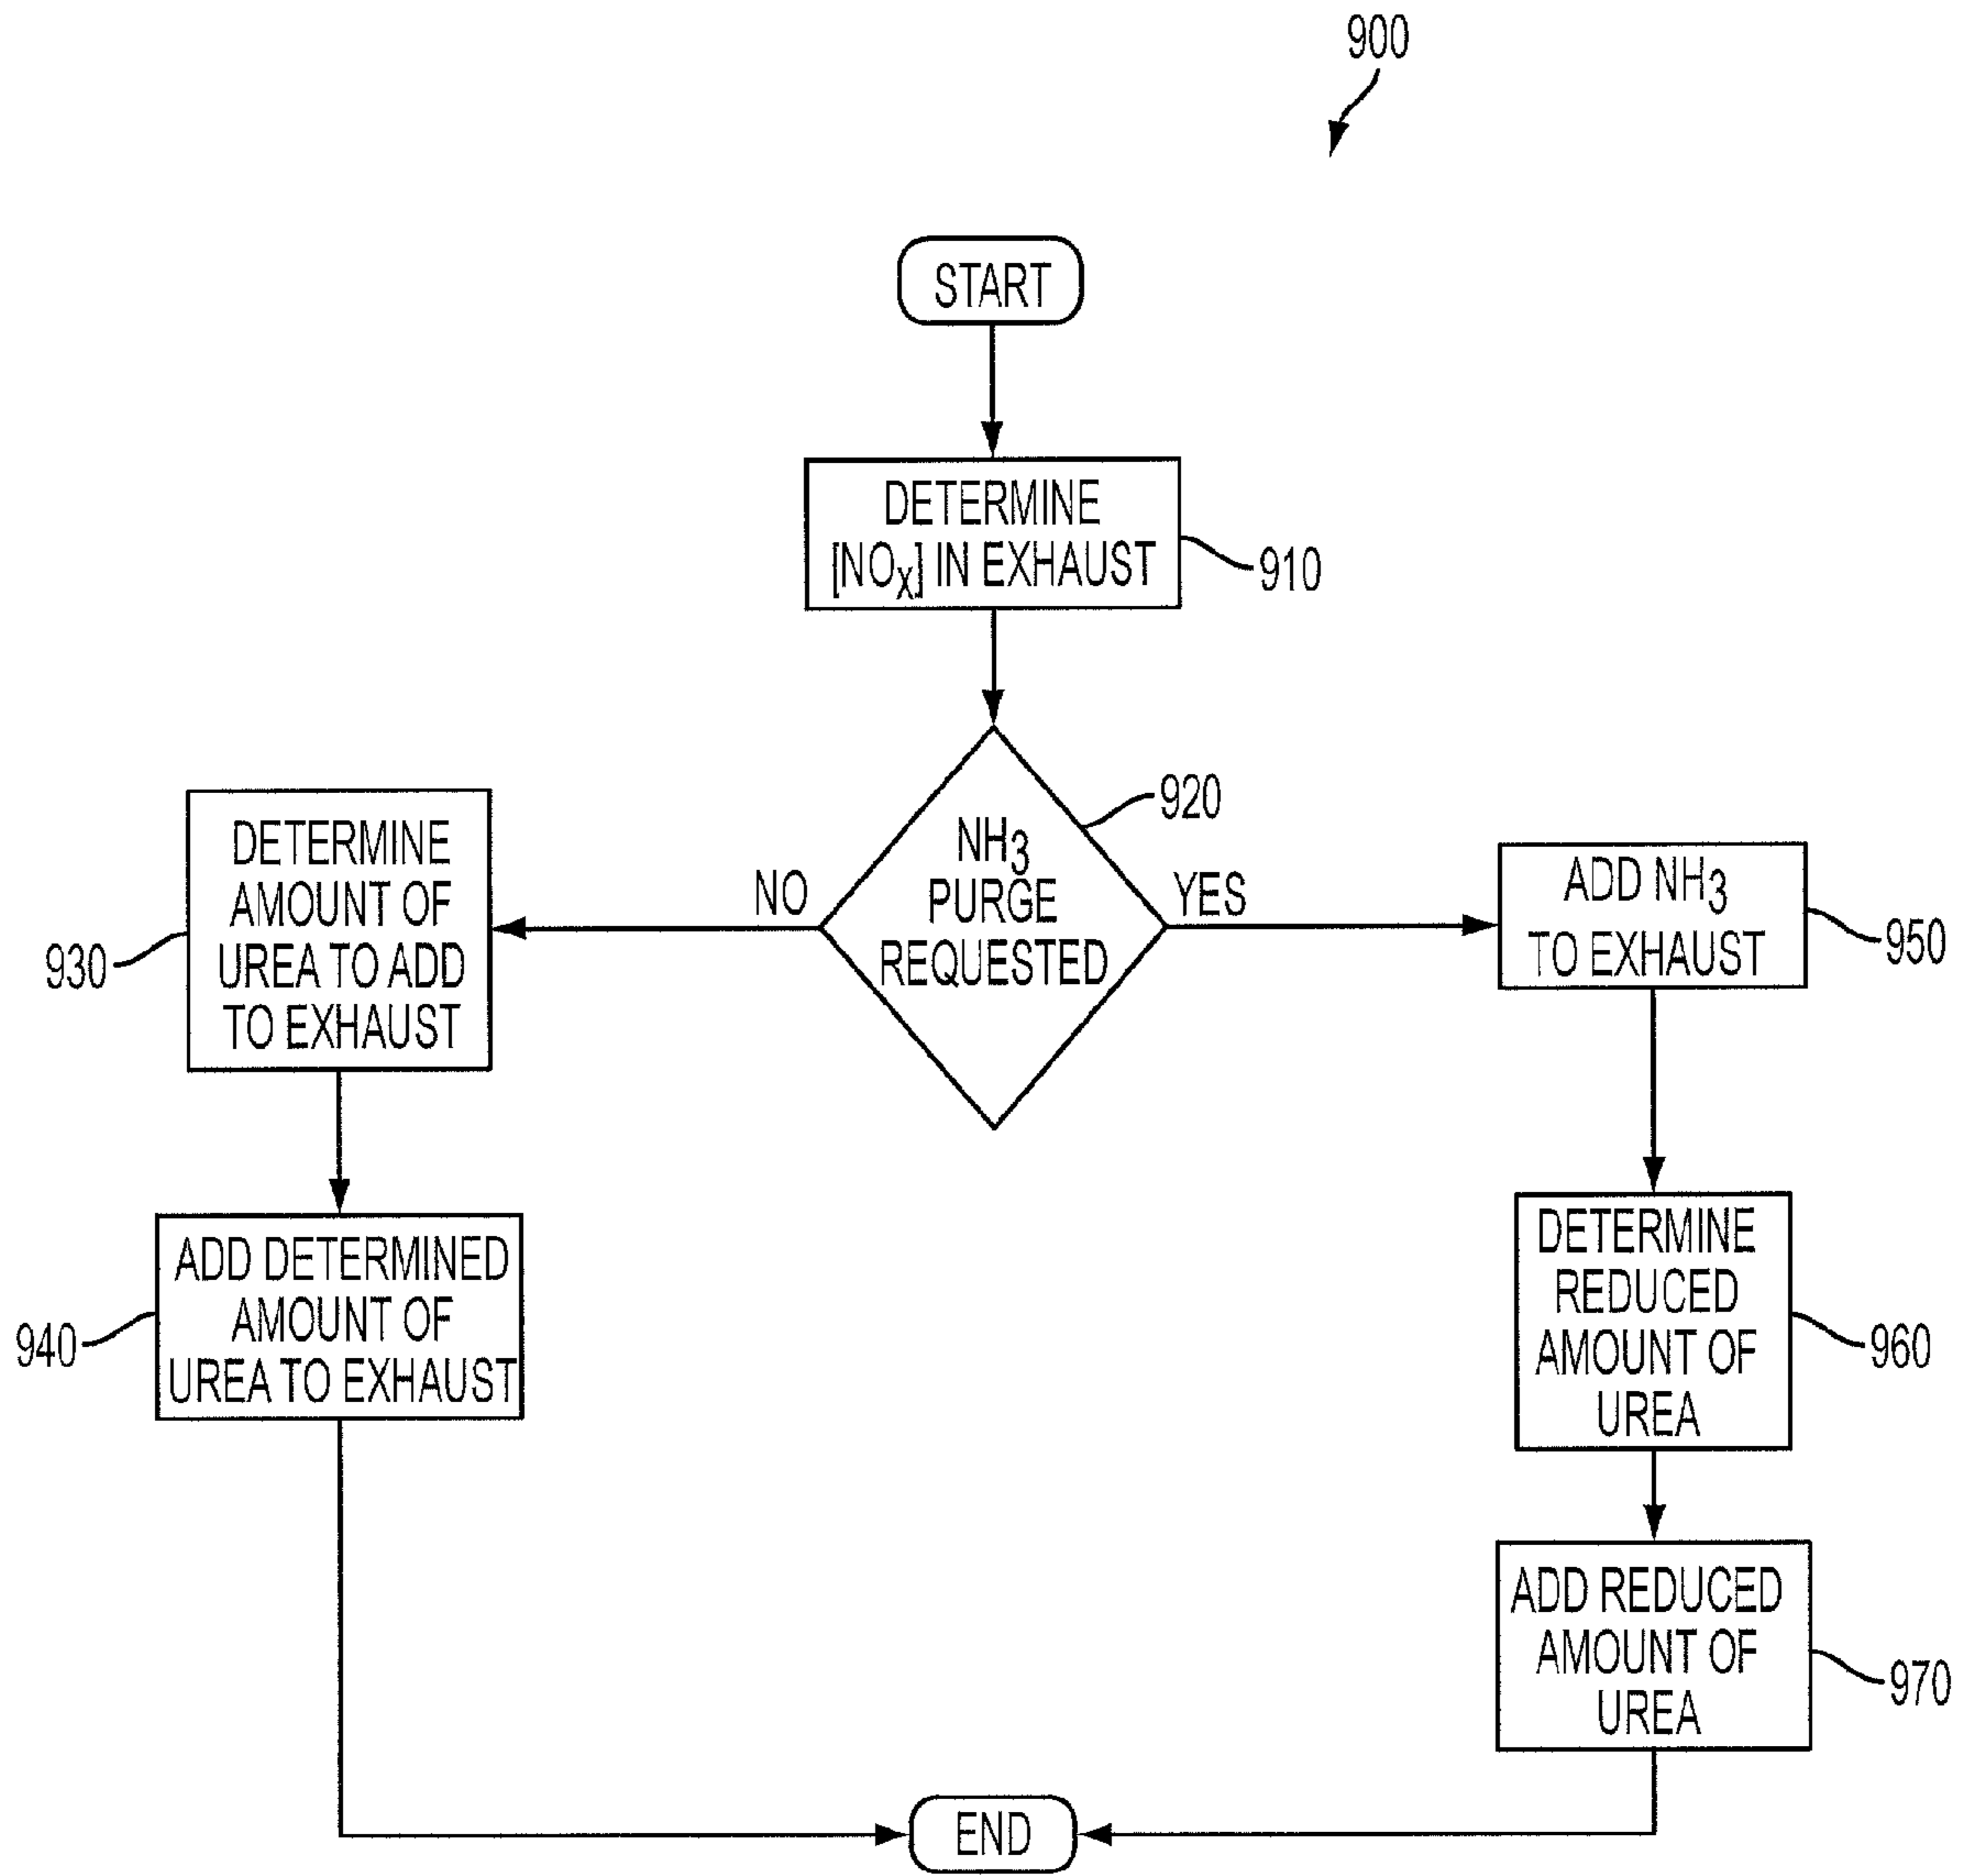 900
START
DETERMINE
[NOX] IN EXHAUST
910
920
NH3
PURGE
REQUESTED
NO
YES
DETERMINE
AMOUNT OF
UREA TO ADD
TO EXHAUST
930
ADD NH3
TO EXHAUST
950
ADD DETERMINED
AMOUNT OF
UREA TO EXHAUST
940
DETERMINE
REDUCED
AMOUNT OF
UREA
960
ADD REDUCED
AMOUNT OF
UREA
970
END